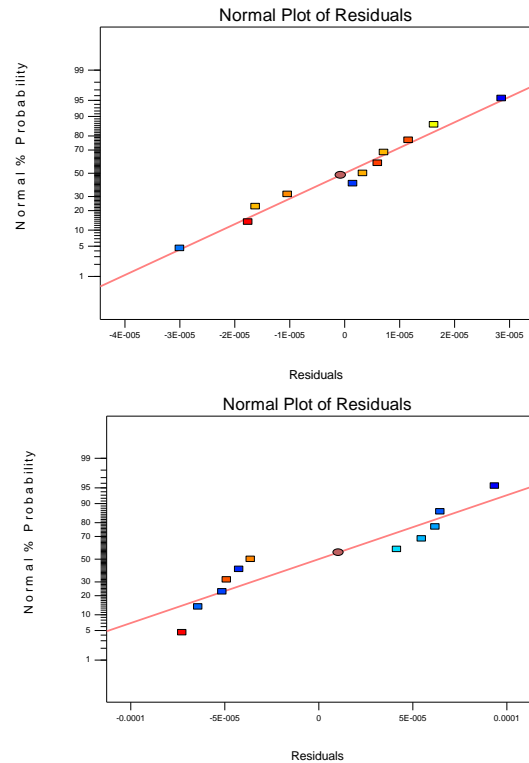 Normal Plot of Residuals
Normal % Probability
99
95
90
80
70
50
30
20
10
5
1
-4E-005 -3E-005 -2E-005 -1E-005 0 1E-005 2E-005 3E-005
Residuals
Normal Plot of Residuals
Normal % Probability
99
95
90
80
70
50
30
20
10
5
1
-0.0001 -5E-005 0 5E-005 0.0001
Residuals